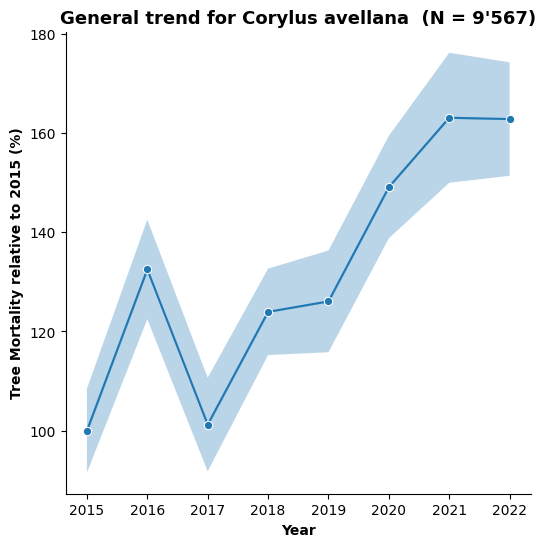 General trend for Corylus avellana  (N = 9'567)
180
160
140
120
100
Tree Mortality relative to 2015 (%)
2015 2016 2017 2018 2019 2020 2021 2022
Year